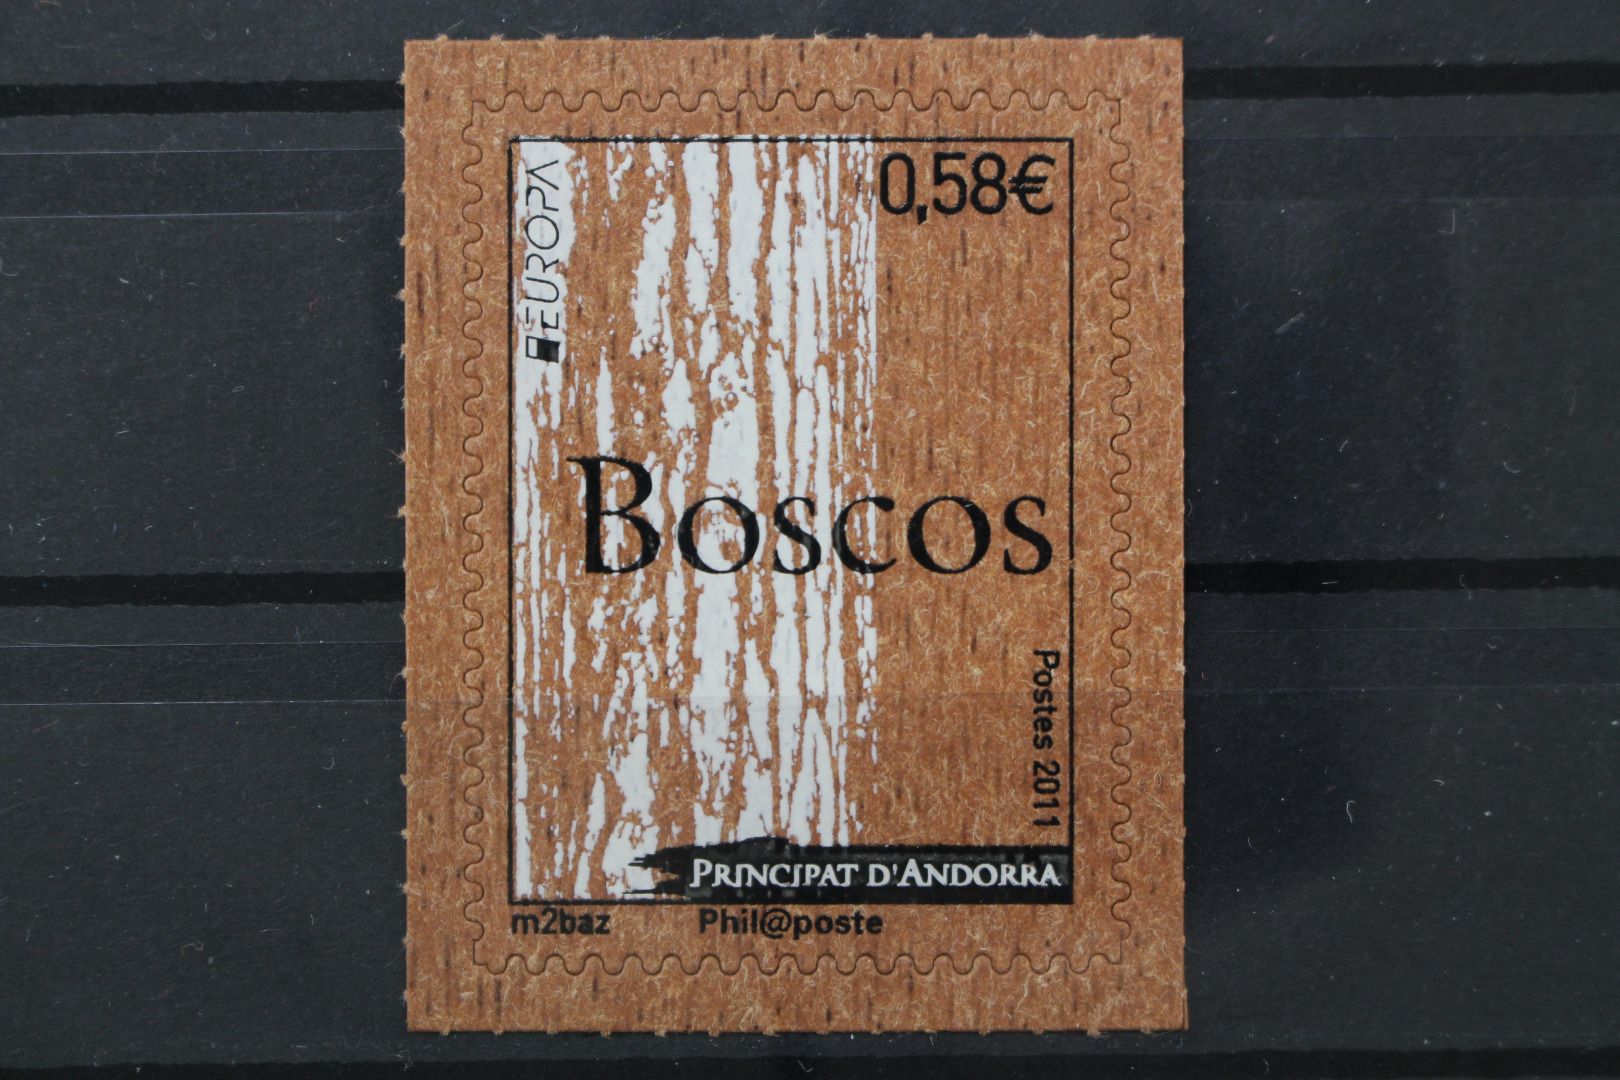 EUROPA
0,58€
Boscos
Postes 2011
Principat d'Andorra
m2baz Phil@poste